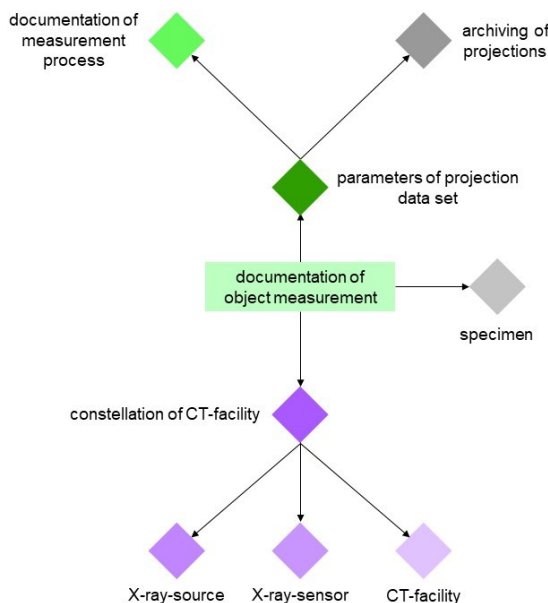 documentation of
measurement
process
archiving of
projections
parameters of projection
data set
documentation of
object measurement
specimen
constellation of CT-facility
X-ray-source
X-ray-sensor
CT-facility